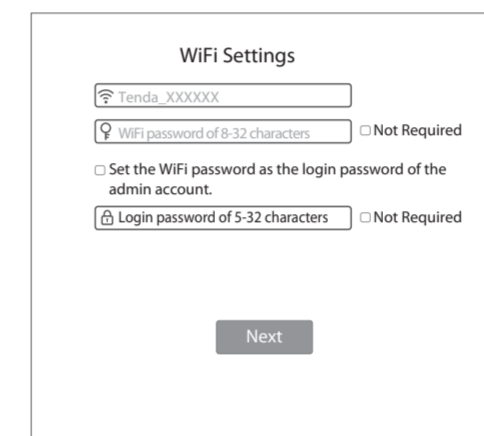 WiFi Settings
Tenda_XXXXXX
WiFi password of 8-32 characters
Not Required
Set the WiFi password as the login password of the
admin account.
Login password of 5-32 characters
Not Required
Next